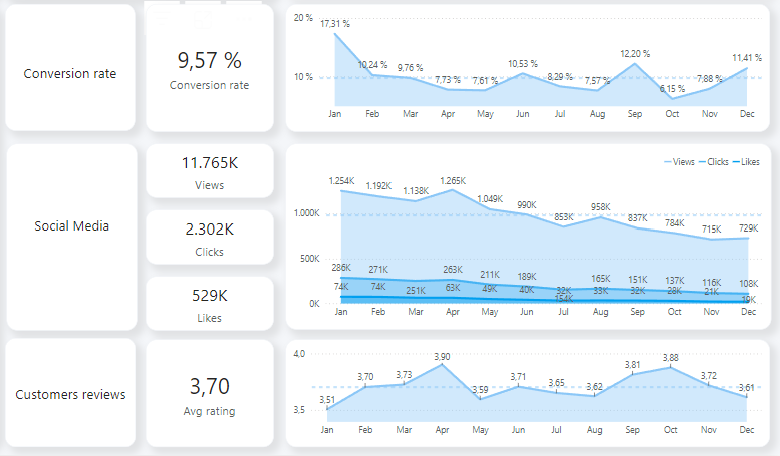 Conversion rate
9,57 %
Conversion rate
20 %
10 %
17,31 %
10,24 %
9,76 %
7,73 %
7,61 %
10,53 %
8,29 %
7,57 %
12,20 %
6,15 %
7,88 %
11,41 %
Jan Feb Mar Apr May Jun Jul Aug Sep Oct Nov Dec
Social Media
11.765K
Views
2.302K
Clicks
529K
Likes
Views Clicks Likes
1.000K
500K
0K
1.254K 1.192K 1.138K 1.265K 1.049K 990K 853K 958K 837K 784K 715K 729K
286K 271K 251K 263K 211K 189K 154K 165K 151K 137K 116K 108K
74K 74K 63K 49K 40K 32K 33K 32K 28K 21K 19K
Jan Feb Mar Apr May Jun Jul Aug Sep Oct Nov Dec
Customers reviews
3,70
Avg rating
4,0
3,5
3,51 3,70 3,73 3,90 3,59 3,71 3,65 3,62 3,81 3,88 3,72 3,61
Jan Feb Mar Apr May Jun Jul Aug Sep Oct Nov Dec